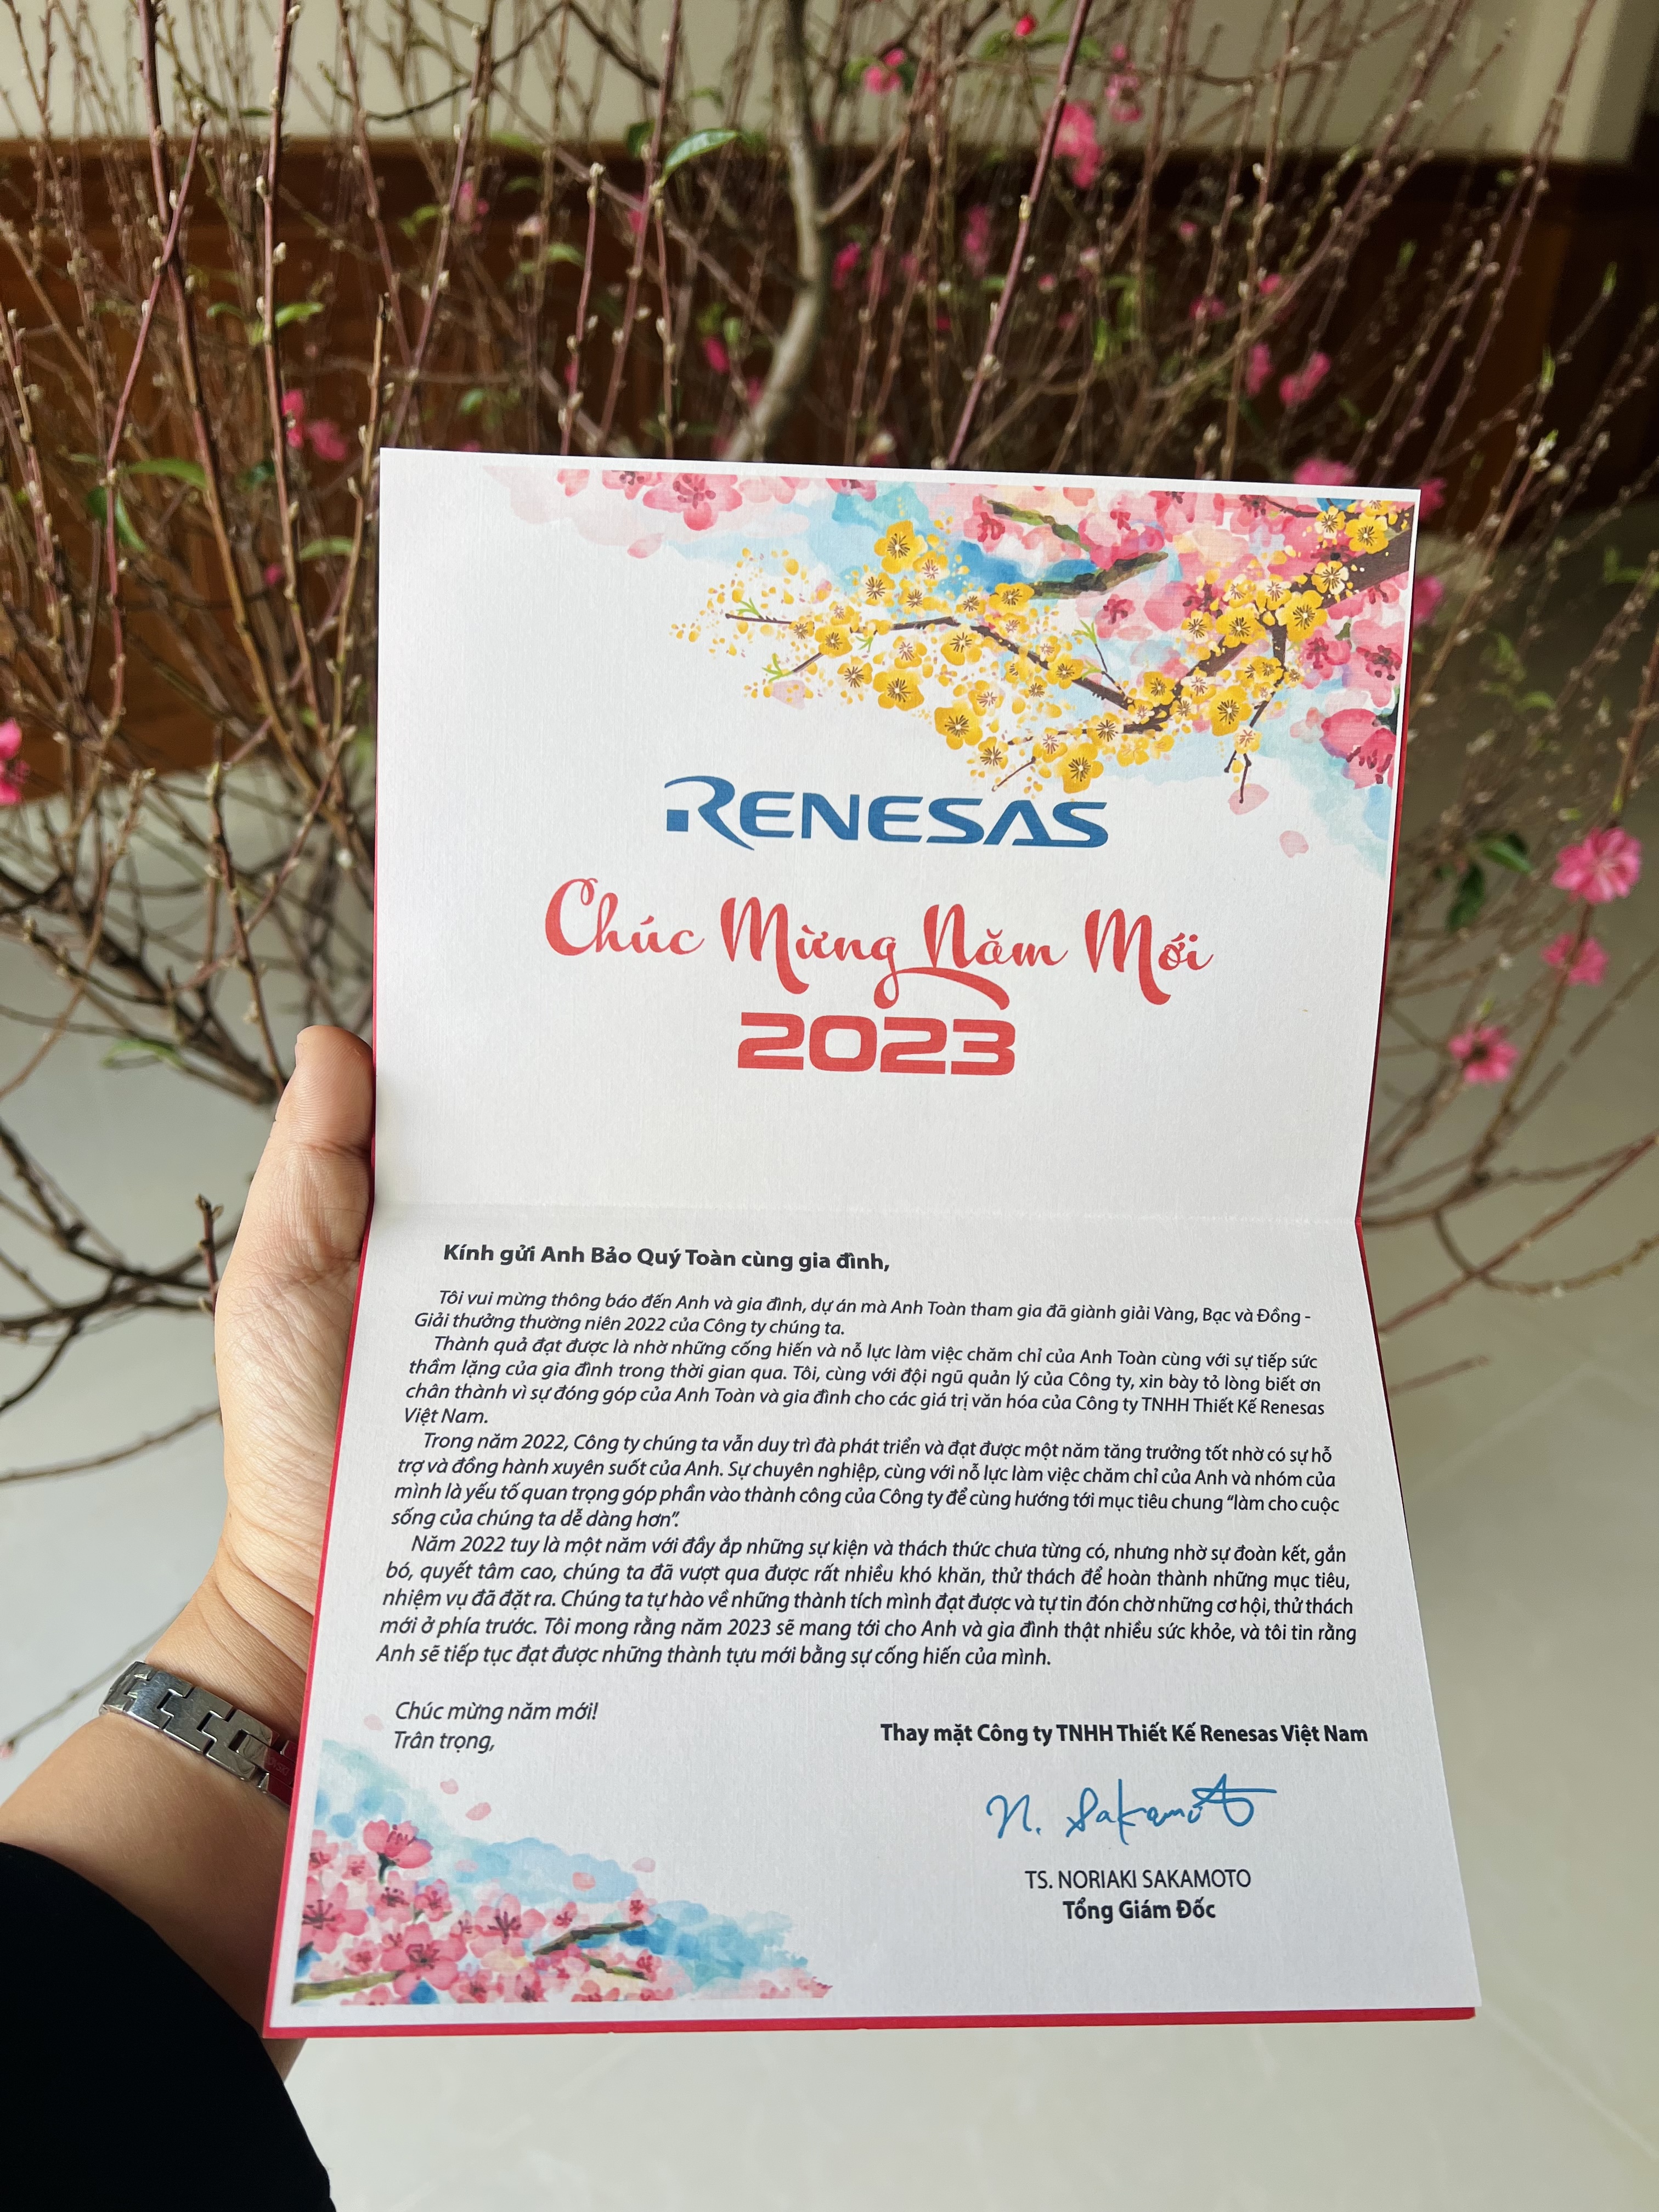 RENESAS
Chúc Mừng Năm Mới
2023
Kính gửi Anh Bảo Quý Toàn cùng gia đình,
Tôi vui mừng thông báo đến Anh và gia đình, dự án mà Anh Toàn tham gia đã giành giải Vàng, Bạc và Đồng -
Giải thưởng thường niên 2022 của Công ty chúng ta.
Thành quả đạt được là nhờ những cống hiến và nỗ lực làm việc chăm chỉ của Anh Toàn cùng với sự tiếp sức
thầm lặng của gia đình trong thời gian qua. Tôi, cùng với đội ngũ quản lý của Công ty, xin bày tỏ lòng biết ơn
chân thành vì sự đóng góp của Anh Toàn và gia đình cho các giá trị văn hóa của Công ty TNHH Thiết Kế Renesas
Việt Nam.
Trong năm 2022, Công ty chúng ta vẫn duy trì đà phát triển và đạt được một năm tăng trưởng tốt nhờ có sự hỗ
trợ và đồng hành xuyên suốt của Anh. Sự chuyên nghiệp, cùng với nỗ lực làm việc chăm chỉ của Anh và nhóm của
mình là yếu tố quan trọng góp phần vào thành công của Công ty để cùng hướng tới mục tiêu chung “làm cho cuộc
sống của chúng ta dễ dàng hơn”.
Năm 2022 tuy là một năm với đầy ắp những sự kiện và thách thức chưa từng có, nhưng nhờ sự đoàn kết, gắn
bó, quyết tâm cao, chúng ta đã vượt qua được rất nhiều khó khăn, thử thách để hoàn thành những mục tiêu,
nhiệm vụ đã đặt ra. Chúng ta tự hào về những thành tích mình đạt được và tự tin đón chờ những cơ hội, thử thách
mới ở phía trước. Tôi mong rằng năm 2023 sẽ mang tới cho Anh và gia đình thật nhiều sức khỏe, và tôi tin rằng
Anh sẽ tiếp tục đạt được những thành tựu mới bằng sự cống hiến của mình.
Chúc mừng năm mới!
Trân trọng,
Thay mặt Công ty TNHH Thiết Kế Renesas Việt Nam
N. Sakamoto
TS. NORIAKI SAKAMOTO
Tổng Giám Đốc